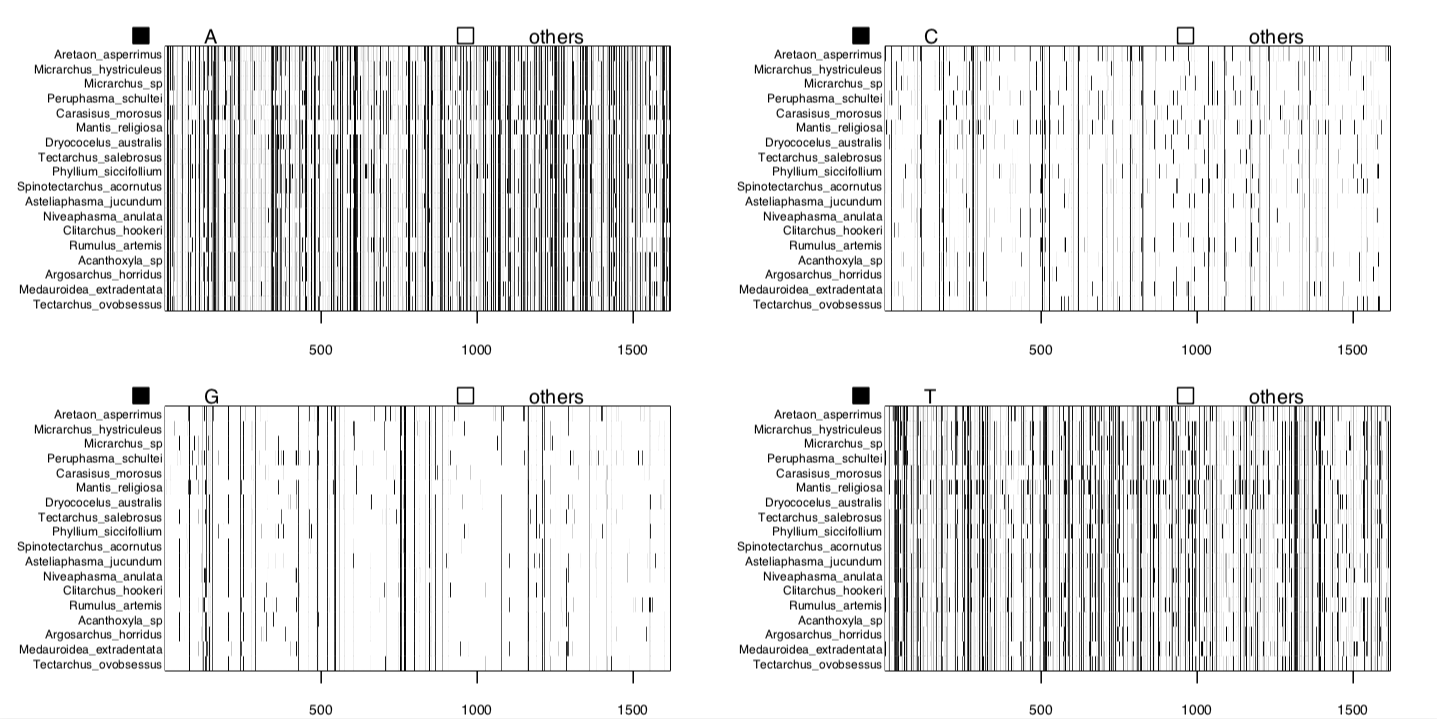 A others
Aretaon_asperrimus
Micrarchus_hystriculeus
Micrarchus_sp
Peruphasma_schultei
Carasisus_morosus
Mantis_religiosa
Dryococelus_australis
Tectarchus_salebrosus
Phyllium_siccifollium
Spinotectarchus_acornutus
Asteliaphasma_jucundum
Niveaphasma_anulata
Clitarchus_hookeri
Rumulus_artemis
Acanthoxyla_sp
Argosarchus_horridus
Medauroidea_extradentata
Tectarchus_ovobsessus
500 1000 1500
C others
Aretaon_asperrimus
Micrarchus_hystriculeus
Micrarchus_sp
Peruphasma_schultei
Carasisus_morosus
Mantis_religiosa
Dryococelus_australis
Tectarchus_salebrosus
Phyllium_siccifollium
Spinotectarchus_acornutus
Asteliaphasma_jucundum
Niveaphasma_anulata
Clitarchus_hookeri
Rumulus_artemis
Acanthoxyla_sp
Argosarchus_horridus
Medauroidea_extradentata
Tectarchus_ovobsessus
500 1000 1500
G others
Aretaon_asperrimus
Micrarchus_hystriculeus
Micrarchus_sp
Peruphasma_schultei
Carasisus_morosus
Mantis_religiosa
Dryococelus_australis
Tectarchus_salebrosus
Phyllium_siccifollium
Spinotectarchus_acornutus
Asteliaphasma_jucundum
Niveaphasma_anulata
Clitarchus_hookeri
Rumulus_artemis
Acanthoxyla_sp
Argosarchus_horridus
Medauroidea_extradentata
Tectarchus_ovobsessus
500 1000 1500
T others
Aretaon_asperrimus
Micrarchus_hystriculeus
Micrarchus_sp
Peruphasma_schultei
Carasisus_morosus
Mantis_religiosa
Dryococelus_australis
Tectarchus_salebrosus
Phyllium_siccifollium
Spinotectarchus_acornutus
Asteliaphasma_jucundum
Niveaphasma_anulata
Clitarchus_hookeri
Rumulus_artemis
Acanthoxyla_sp
Argosarchus_horridus
Medauroidea_extradentata
Tectarchus_ovobsessus
500 1000 1500